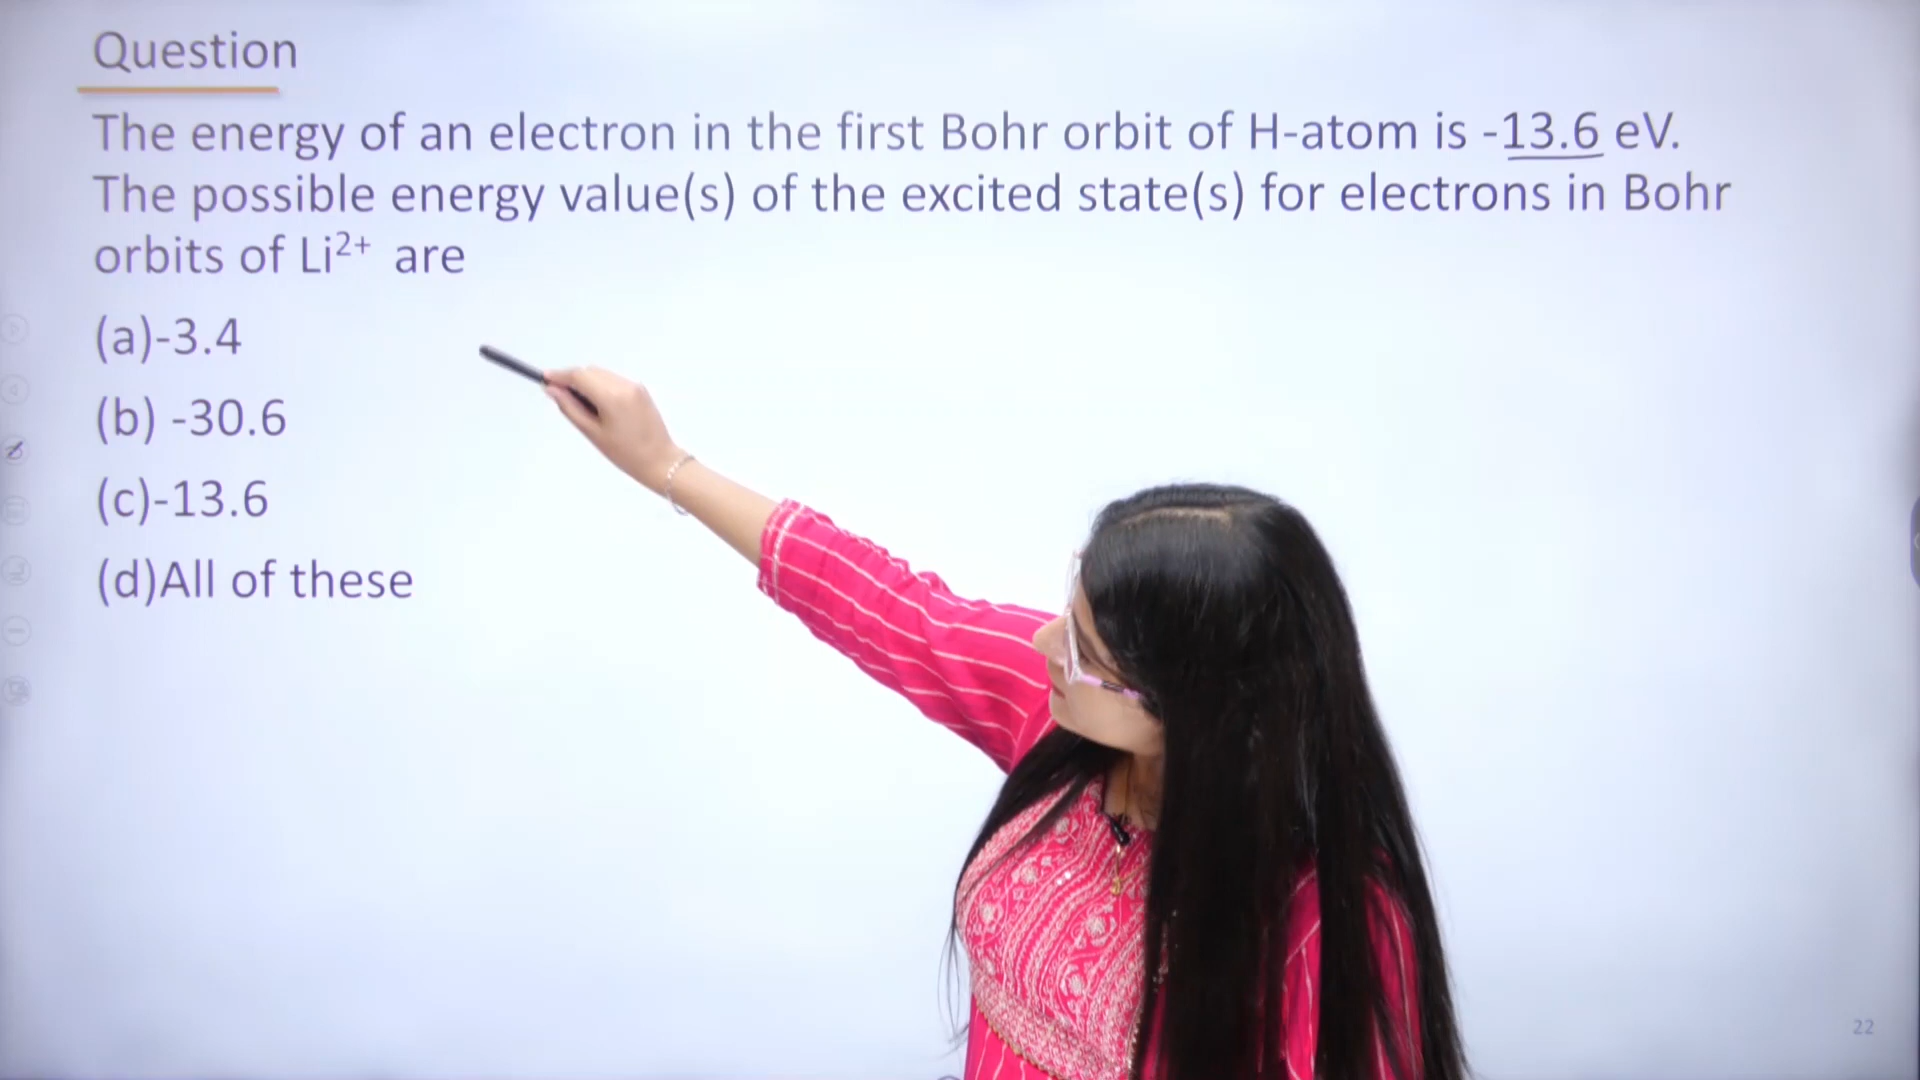 Question
The energy of an electron in the first Bohr orbit of H-atom is -13.6 eV.
The possible energy value(s) of the excited state(s) for electrons in Bohr
orbits of Li²⁺ are
(a)-3.4
(b) -30.6
(c)-13.6
(d)All of these
22